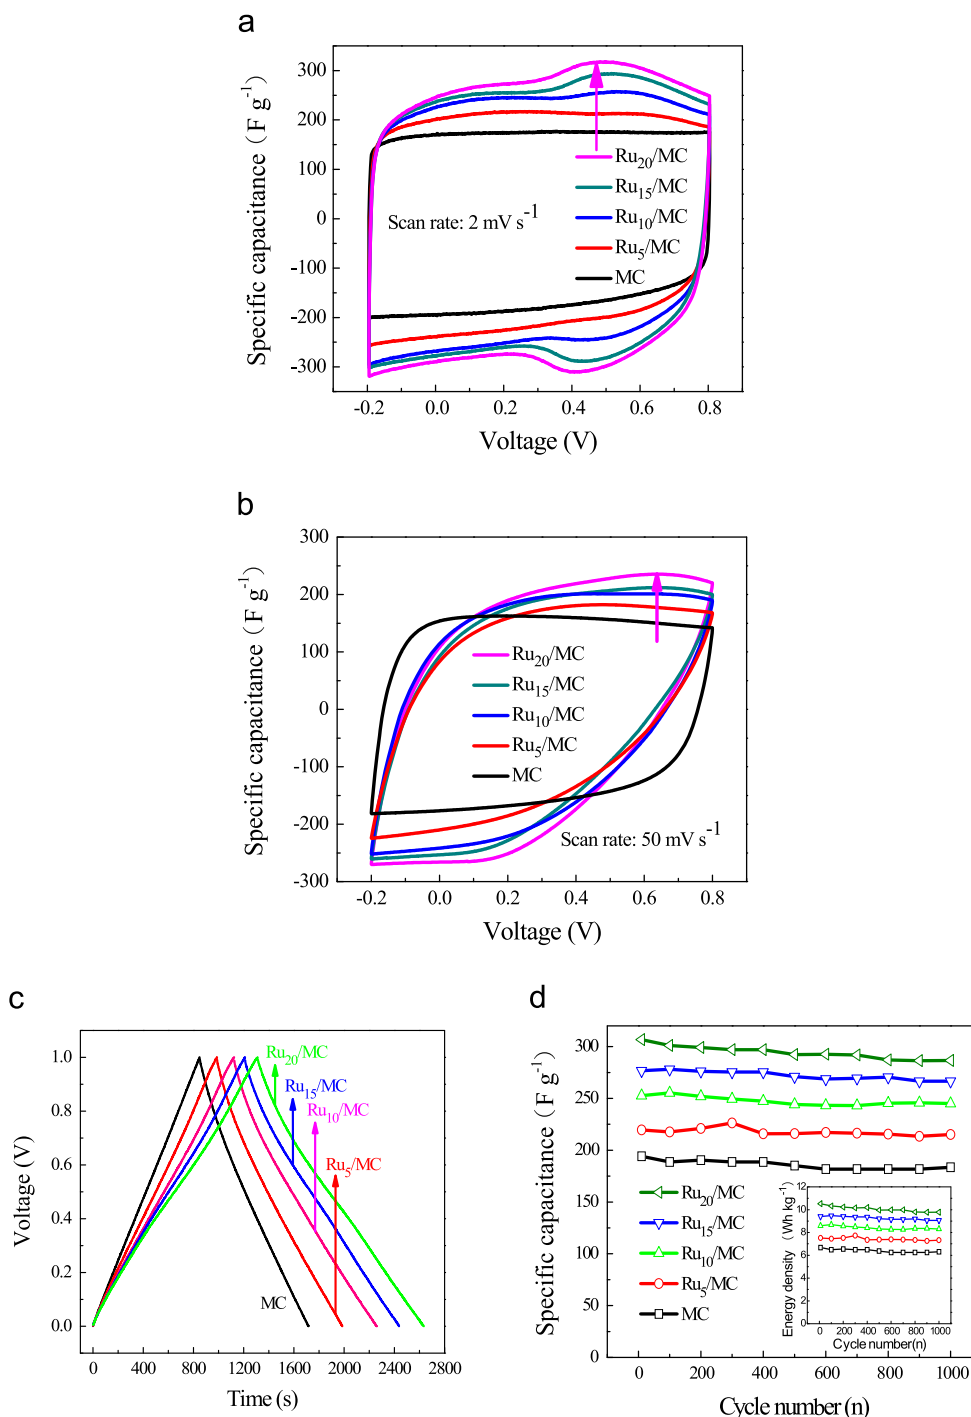 a
Specific capacitance (F g-1)
300
200
100
0
-100
-200
-300
Ru20/MC
Ru15/MC
Ru10/MC
Ru5/MC
MC
Scan rate: 2 mV s-1
-0.2 0.0 0.2 0.4 0.6 0.8
Voltage (V)
b
Specific capacitance (F g-1)
300
200
100
0
-100
-200
-300
Ru20/MC
Ru15/MC
Ru10/MC
Ru5/MC
MC
Scan rate: 50 mV s-1
-0.2 0.0 0.2 0.4 0.6 0.8
Voltage (V)
c
Voltage (V)
1.0
0.8
0.6
0.4
0.2
0.0
Ru20/MC
Ru15/MC
Ru10/MC
Ru5/MC
MC
0 400 800 1200 1600 2000 2400 2800
Time (s)
d
Specific capacitance (F g-1)
300
250
200
150
100
50
0
Ru20/MC
Ru15/MC
Ru10/MC
Ru5/MC
MC
Energy density (Wh kg-1)
12
10
8
6
4
2
0
0 200 400 600 800 1000
Cycle number(n)
0 200 400 600 800 1000
Cycle number (n)